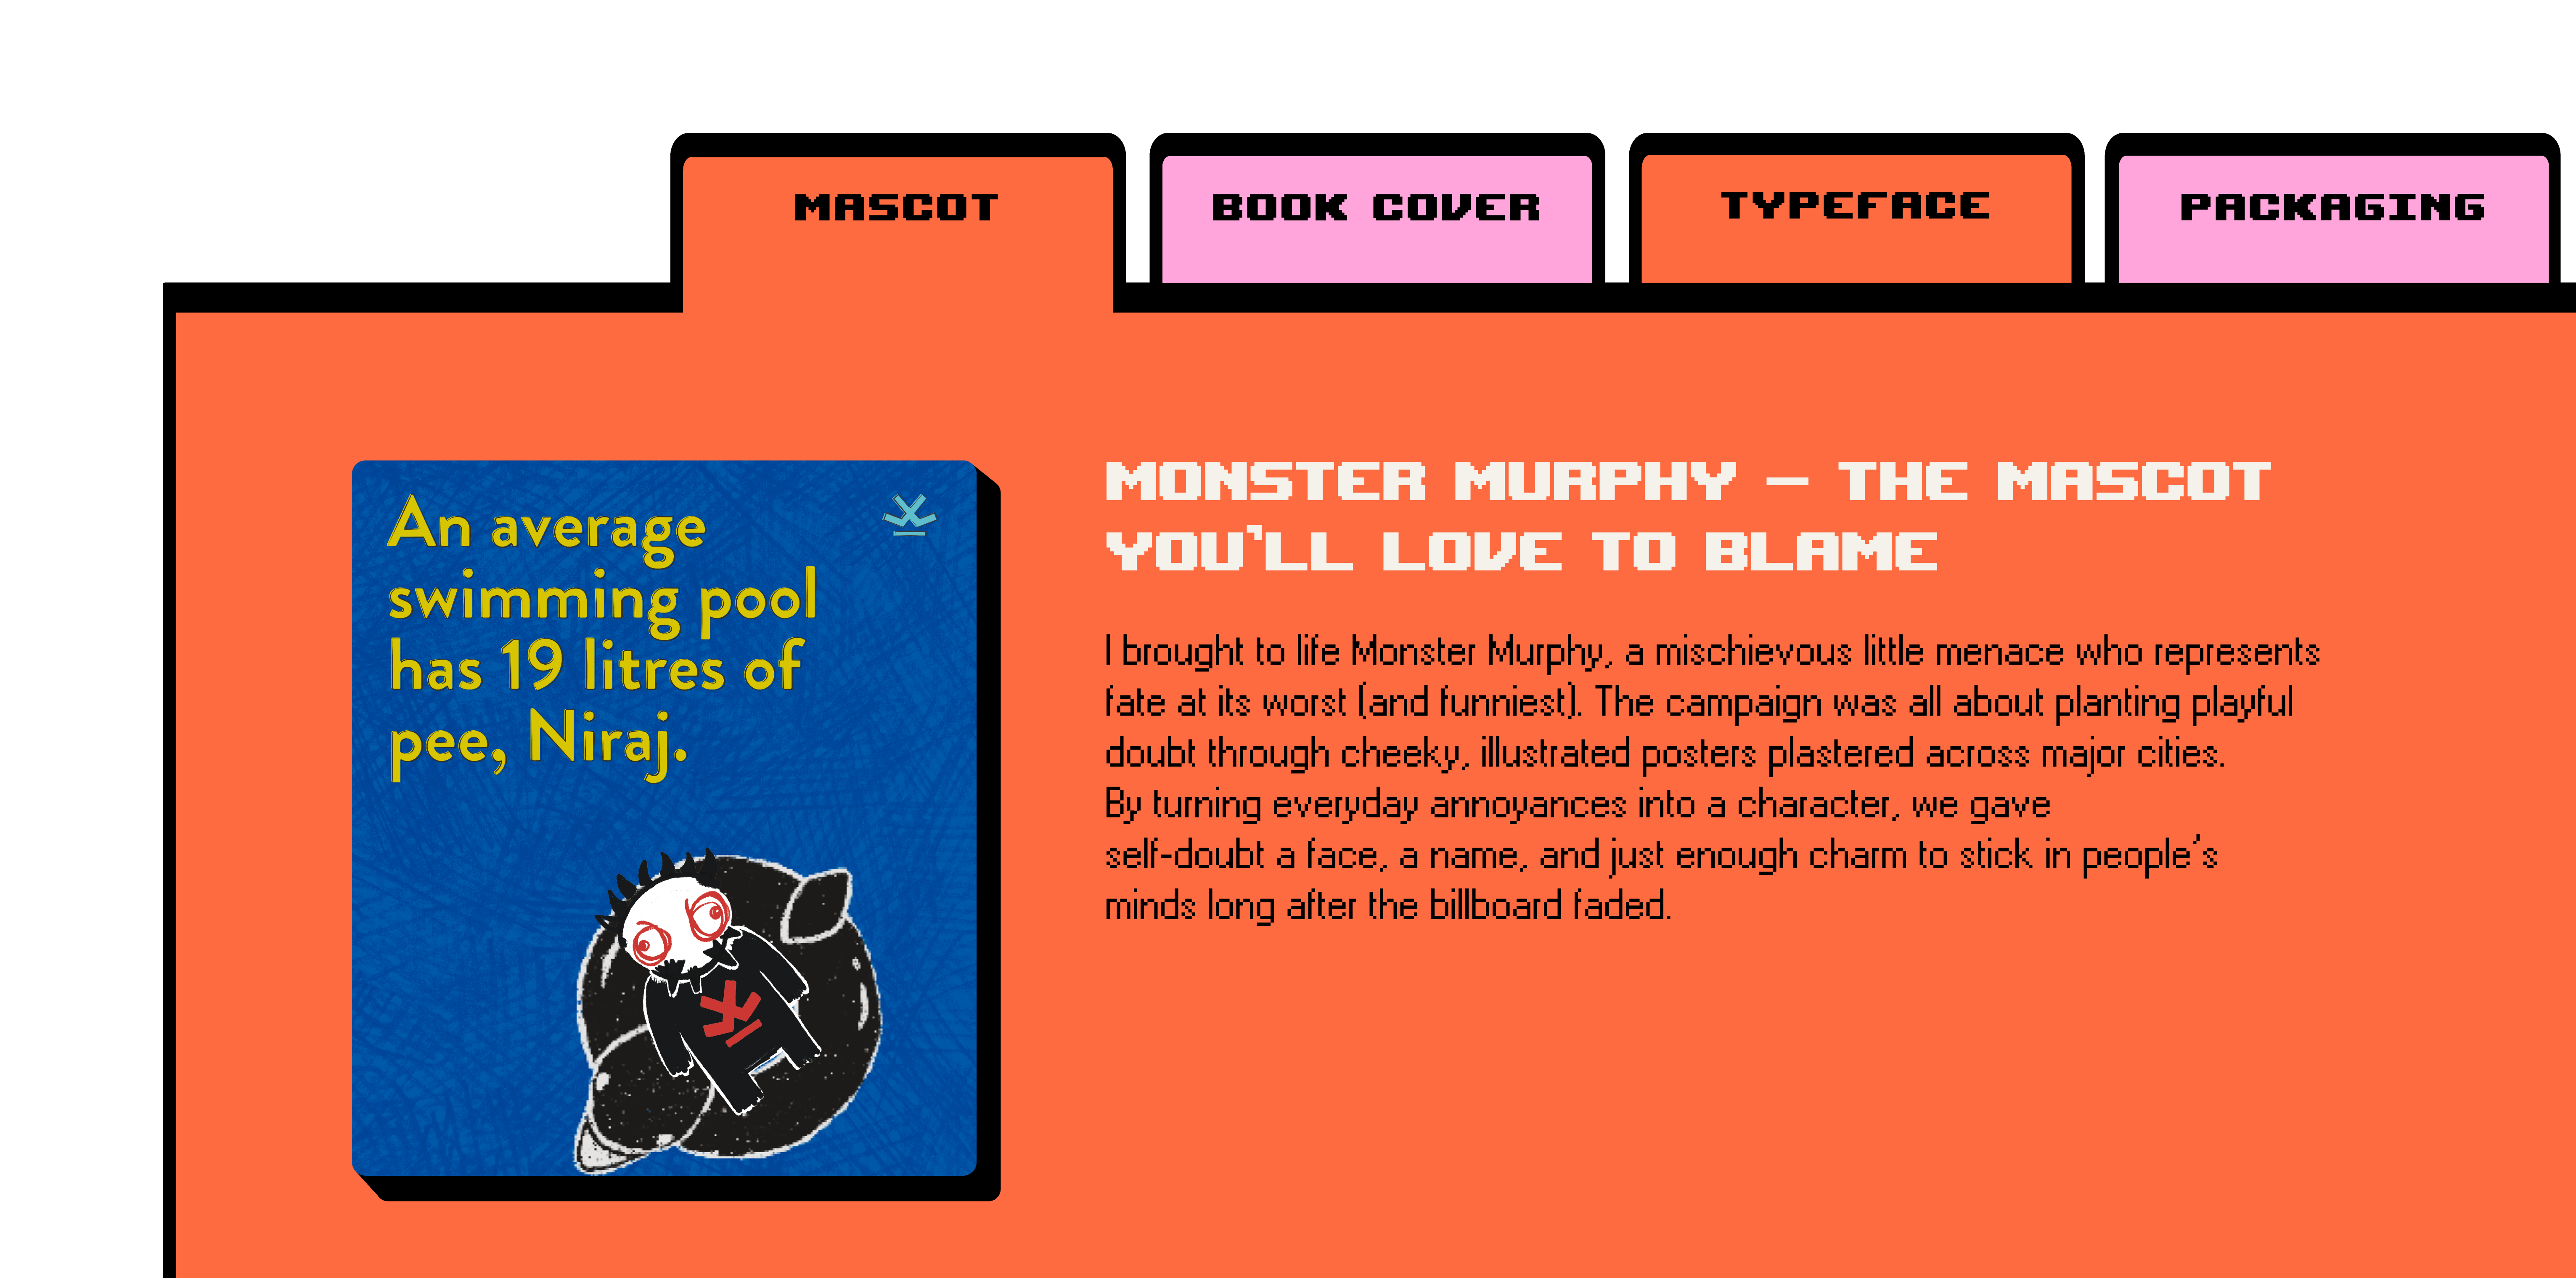 MASCOT
BOOK COVER
TYPEFACE
PACKAGING
An average
swimming pool
has 19 litres of
pee, Niraj.
MONSTER MURPHY – THE MASCOT
YOU'LL LOVE TO BLAME
I brought to life Monster Murphy, a mischievous little menace who represents
fate at its worst (and funniest). The campaign was all about planting playful
doubt through cheeky, illustrated posters plastered across major cities.
By turning everyday annoyances into a character, we gave
self-doubt a face, a name, and just enough charm to stick in people's
minds long after the billboard faded.